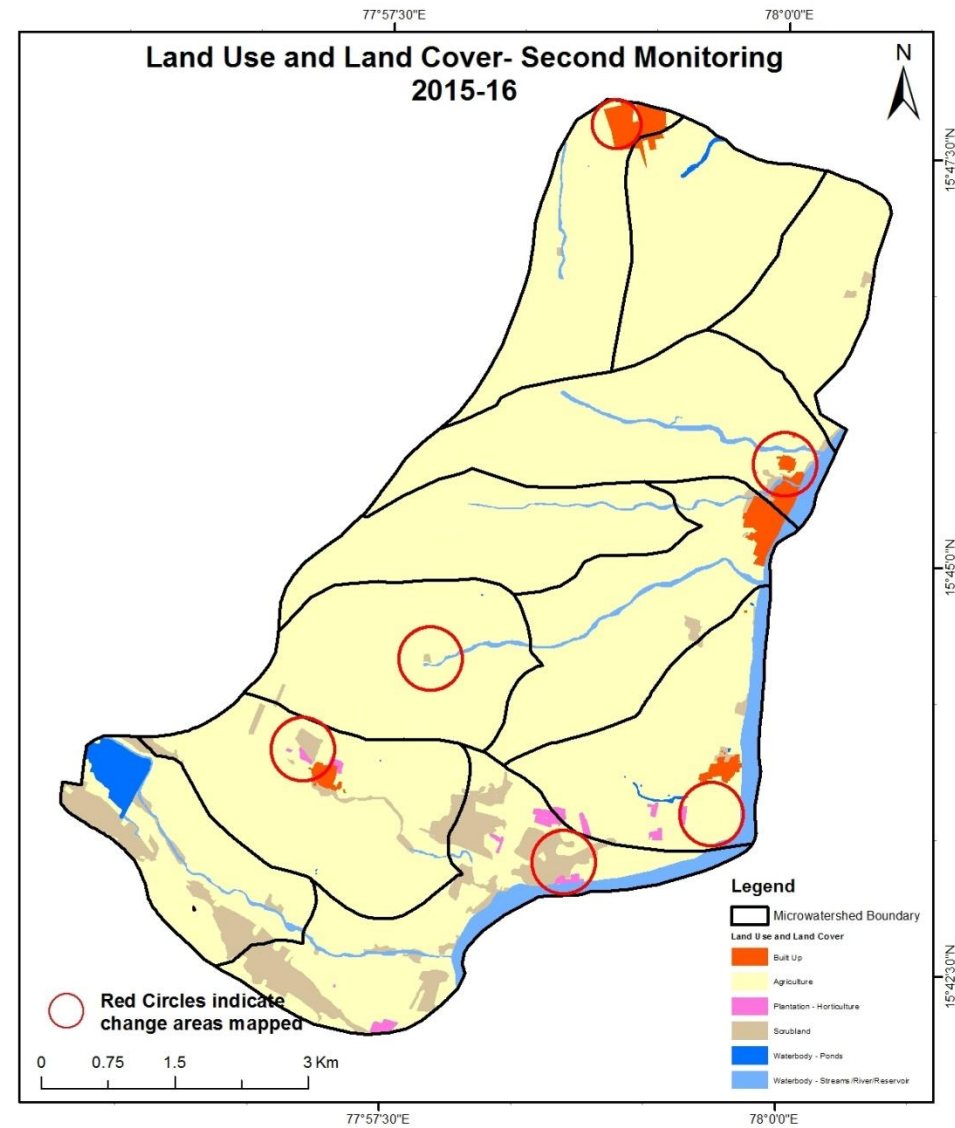 77°57'30"E
78°0'0"E
Land Use and Land Cover- Second Monitoring
2015-16
N
15°47'30"N
15°45'0"N
15°42'30"N
Legend
Microwatershed Boundary
Land Use and Land Cover
Built Up
Agriculture
Plantation - Horticulture
Scrubland
Waterbody - Ponds
Waterbody - Streams/River/Reservoir
Red Circles indicate
change areas mapped
0 0.75 1.5 3 Km
77°57'30"E
78°0'0"E